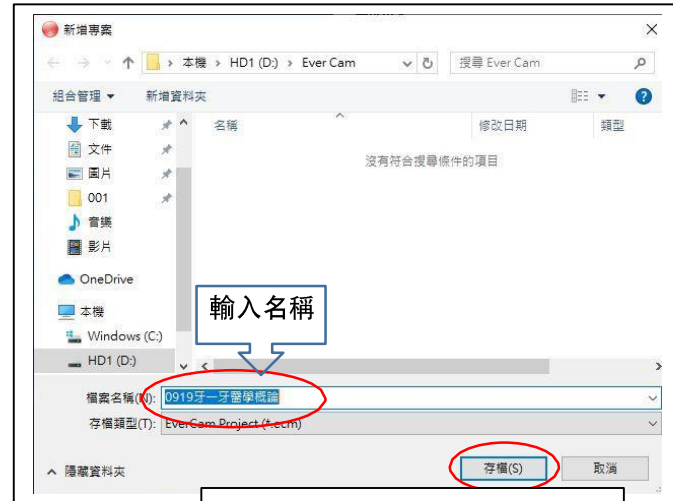 新增專案
本機 › HD1 (D:) › Ever Cam
搜尋 Ever Cam
組合管理
新增資料夾
下載
文件
圖片
001
音樂
影片
OneDrive
本機
Windows (C:)
HD1 (D:)
名稱
修改日期
類型
沒有符合搜尋條件的項目
輸入名稱
檔案名稱(N): 0919牙一牙醫學概論
存檔類型(T): EverCam Project (*.ecm)
隱藏資料夾
存檔(S)
取消